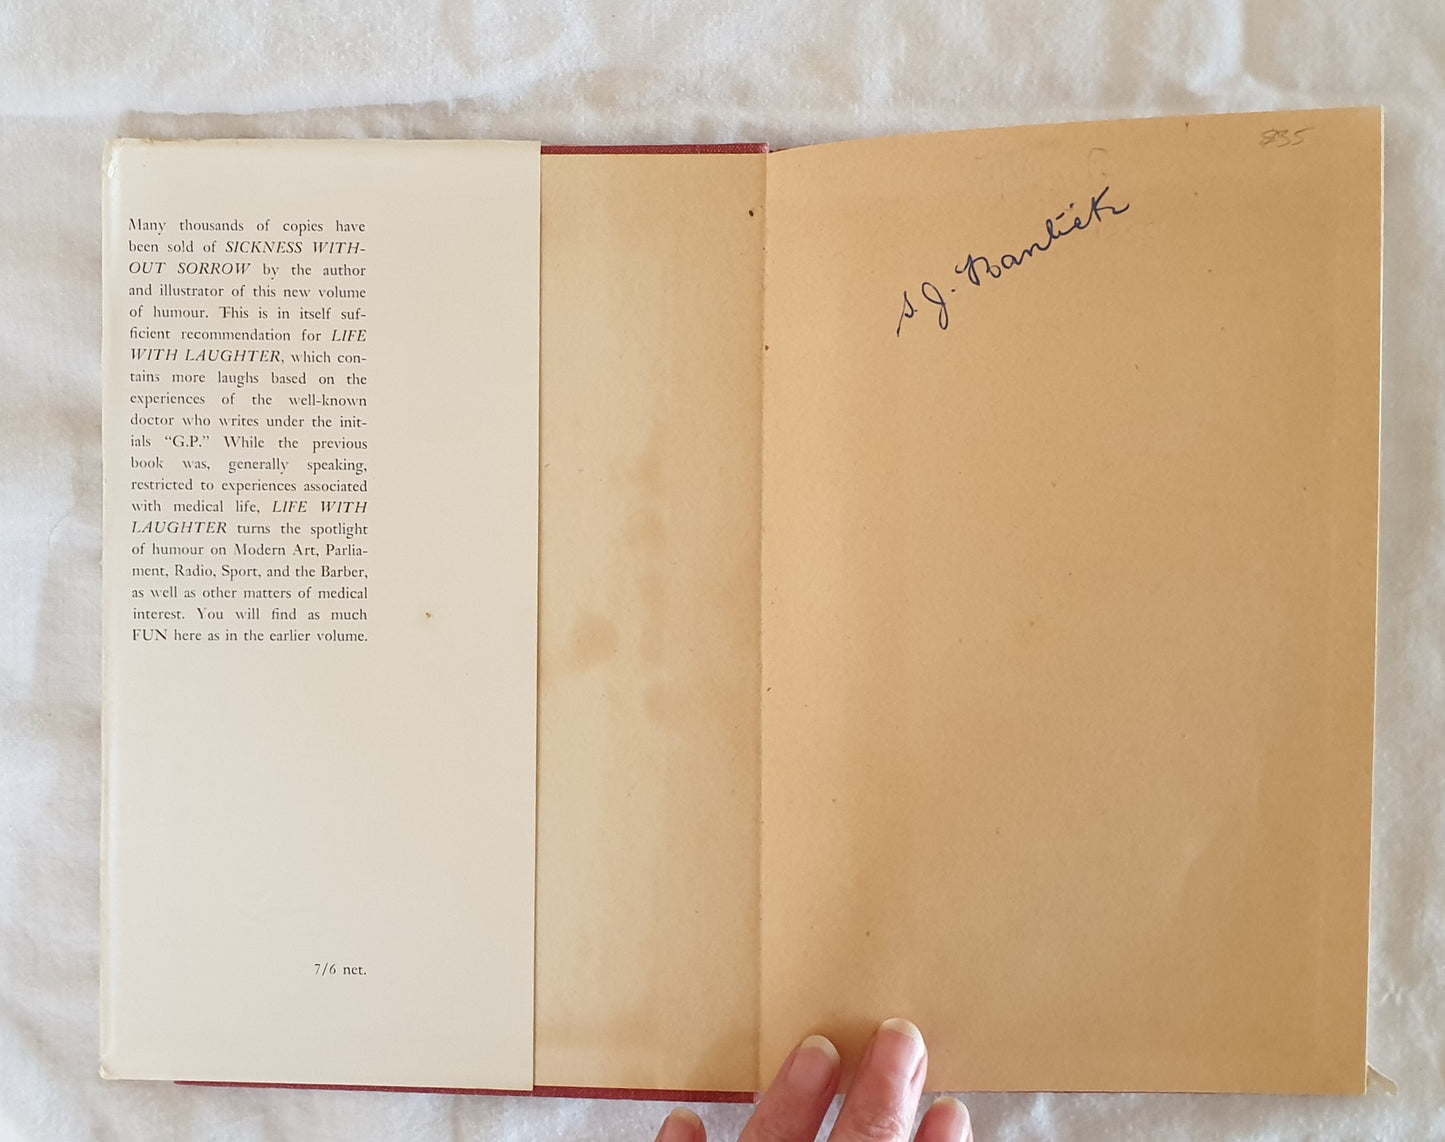 Many thousands of copies have
been sold of SICKNESS WITH-
OUT SORROW by the author
and illustrator of this new volume
of humour. This is in itself suf-
ficient recommendation for LIFE
WITH LAUGHTER, which con-
tains more laughs based on the
experiences of the well-known
doctor who writes under the init-
ials “G.P.” While the previous
book was, generally speaking,
restricted to experiences associated
with medical life, LIFE WITH
LAUGHTER turns the spotlight
of humour on Modern Art, Parlia-
ment, Radio, Sport, and the Barber,
as well as other matters of medical
interest. You will find as much
FUN here as in the earlier volume.
7/6 net.
$35
S. J.